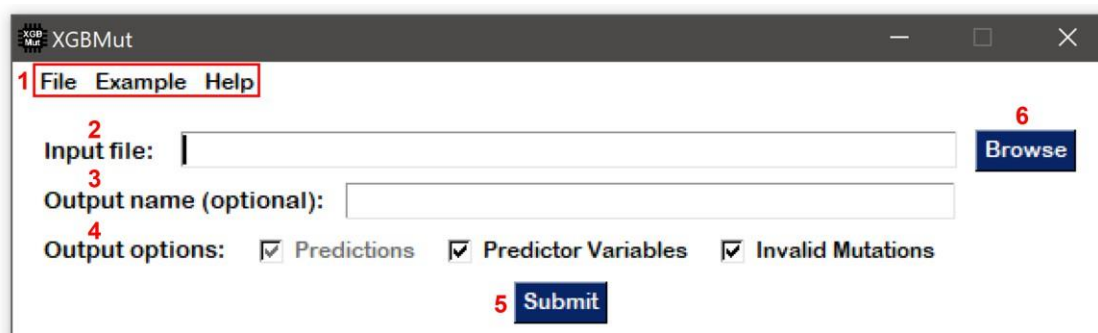 XGB Mut XGBMut
1 File Example Help
2 6
Input file: Browse
3
Output name (optional):
4
Output options: Predictions Predictor Variables Invalid Mutations
5 Submit